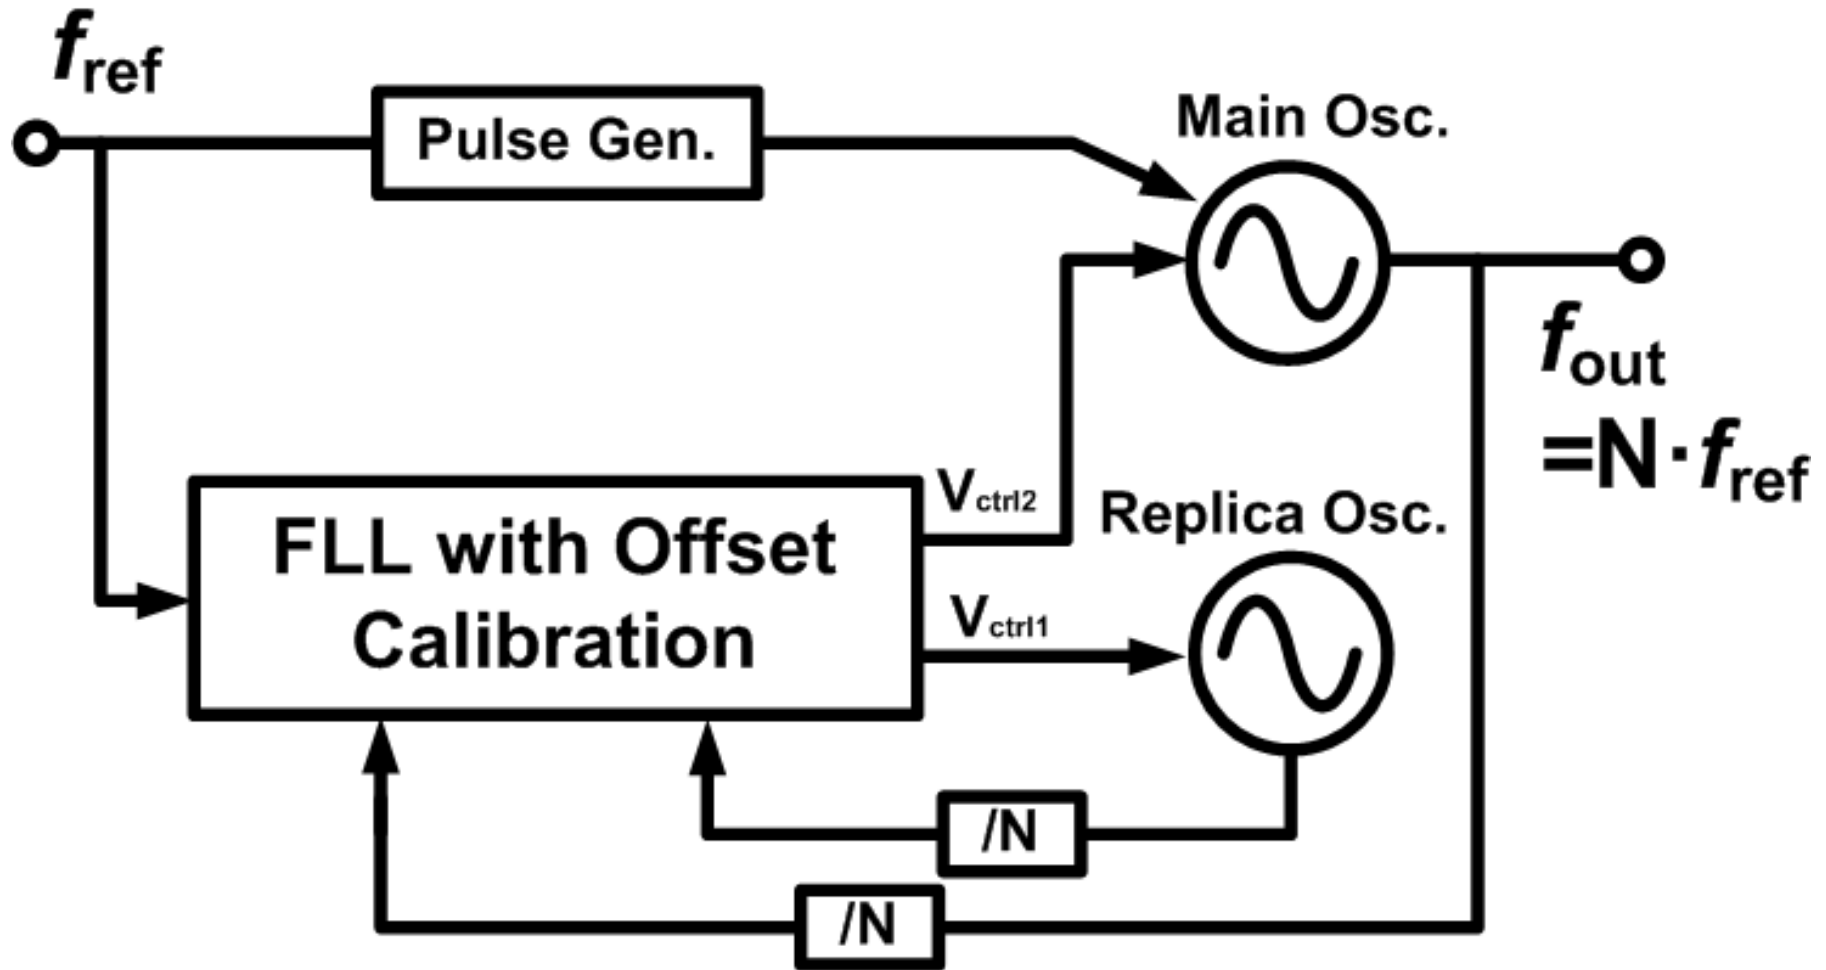 fref
Pulse Gen.
Main Osc.
fout
=N·fref
FLL with Offset
Calibration
Vctrl2
Vctrl1
Replica Osc.
/N
/N